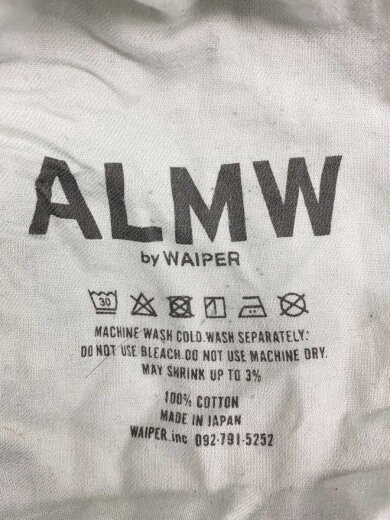 ALMW
by WAIPER
30
MACHINE WASH COLD.WASH SEPARATELY.
DO NOT USE BLEACH.DO NOT USE MACHINE DRY.
MAY SHRINK UP TO 3%
100% COTTON
MADE IN JAPAN
WAIPER.inc 092-791-5252